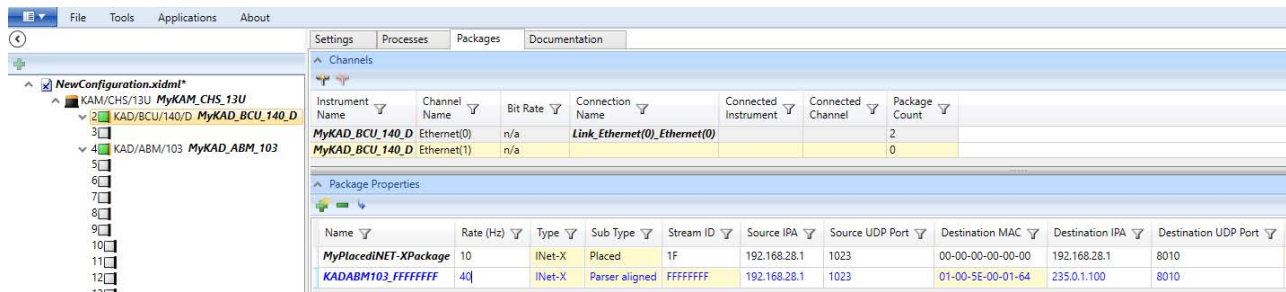 File Tools Applications About
Settings Processes Packages Documentation
Channels
NewConfiguration.xidml*
KAM/CHS/13U MyKAM_CHS_13U
2 KAD/BCU/140/D MyKAD_BCU_140_D
3
4 KAD/ABM/103 MyKAD_ABM_103
5
6
7
8
9
10
11
12
Instrument Name Channel Name Bit Rate Connection Name Connected Instrument Connected Channel Package Count
MyKAD_BCU_140_D Ethernet(0) n/a Link_Ethernet(0)_Ethernet(0) 2
MyKAD_BCU_140_D Ethernet(1) n/a 0
Package Properties
Name Rate (Hz) Type Sub Type Stream ID Source IPA Source UDP Port Destination MAC Destination IPA Destination UDP Port
MyPlacediNET-XPackage 10 INet-X Placed 1F 192.168.28.1 1023 00-00-00-00-00-00 192.168.28.1 8010
KADABM103_FFFFFFFF 40 INet-X Parser aligned FFFFFFFF 192.168.28.1 1023 01-00-5E-00-01-64 235.0.1.100 8010